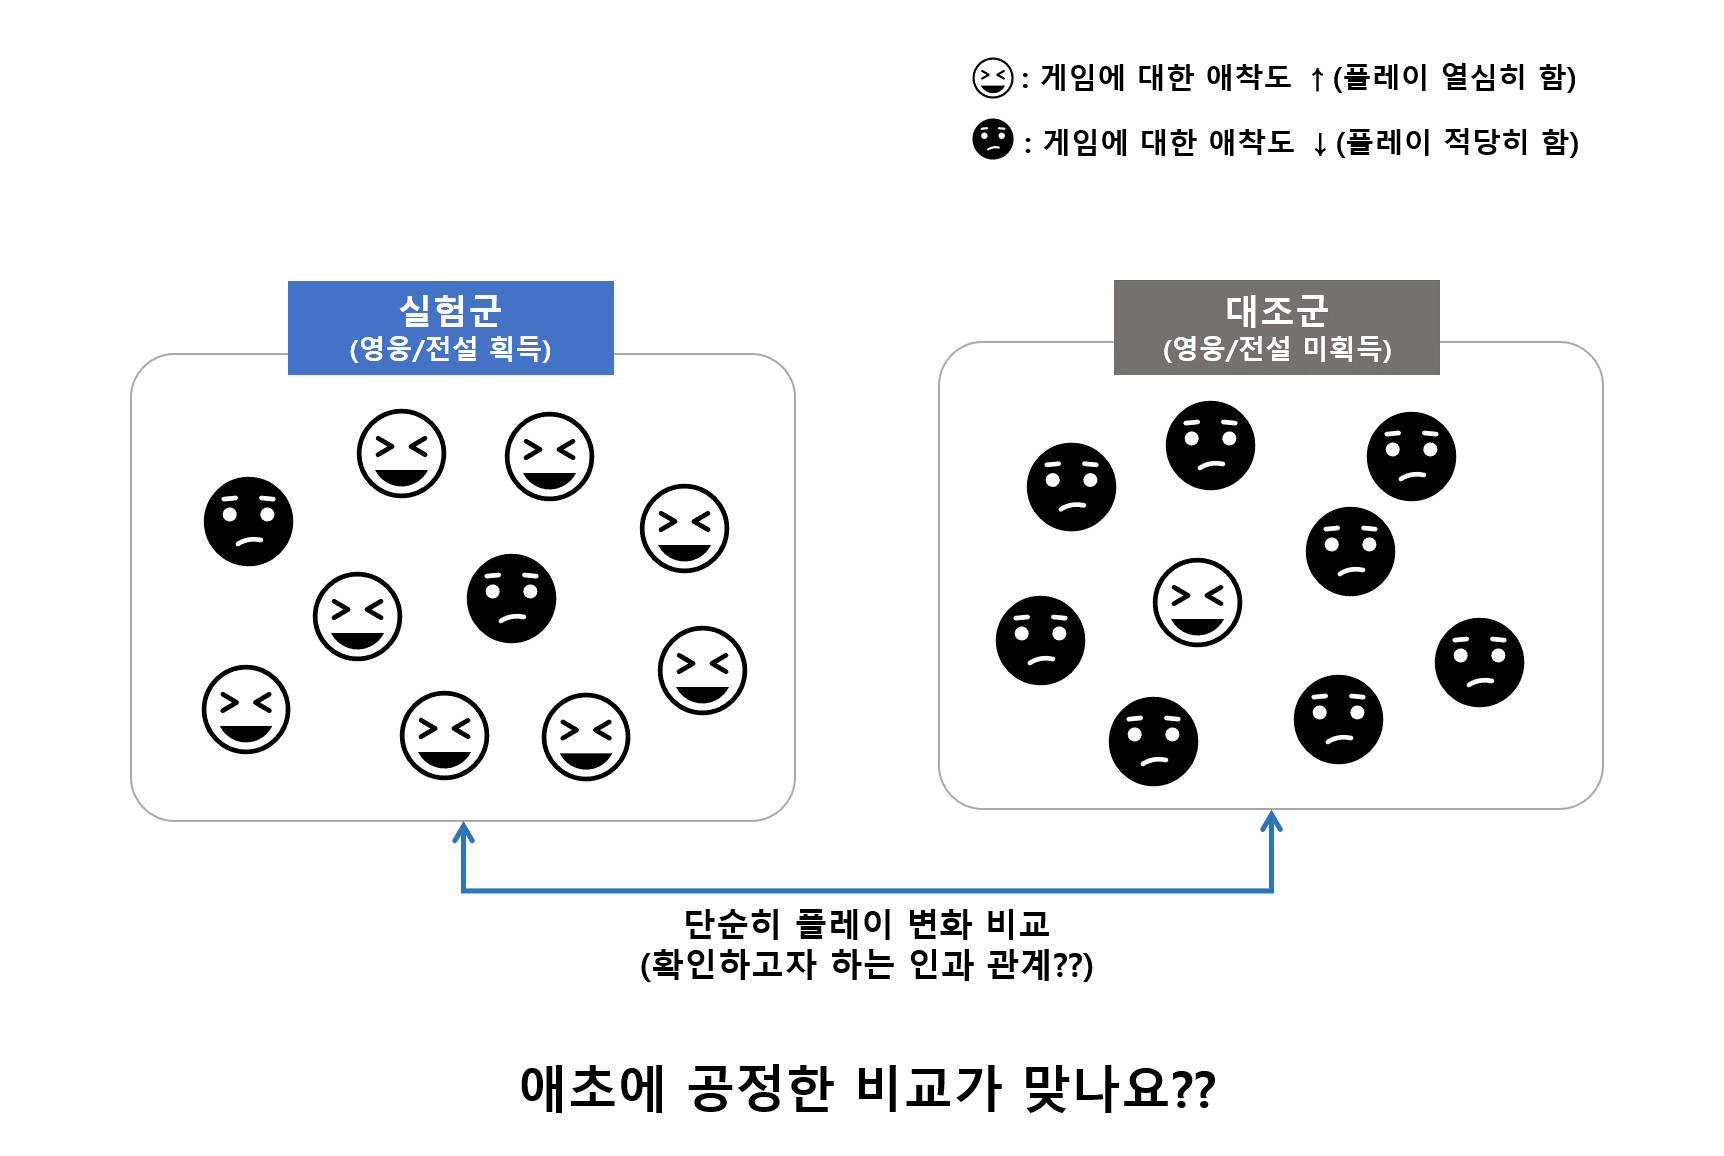 : 게임에 대한 애착도 ↑(플레이 열심히 함)
: 게임에 대한 애착도 ↓(플레이 적당히 함)
실험군
(영웅/전설 획득)
대조군
(영웅/전설 미획득)
단순히 플레이 변화 비교
(확인하고자 하는 인과 관계??)
애초에 공정한 비교가 맞나요??